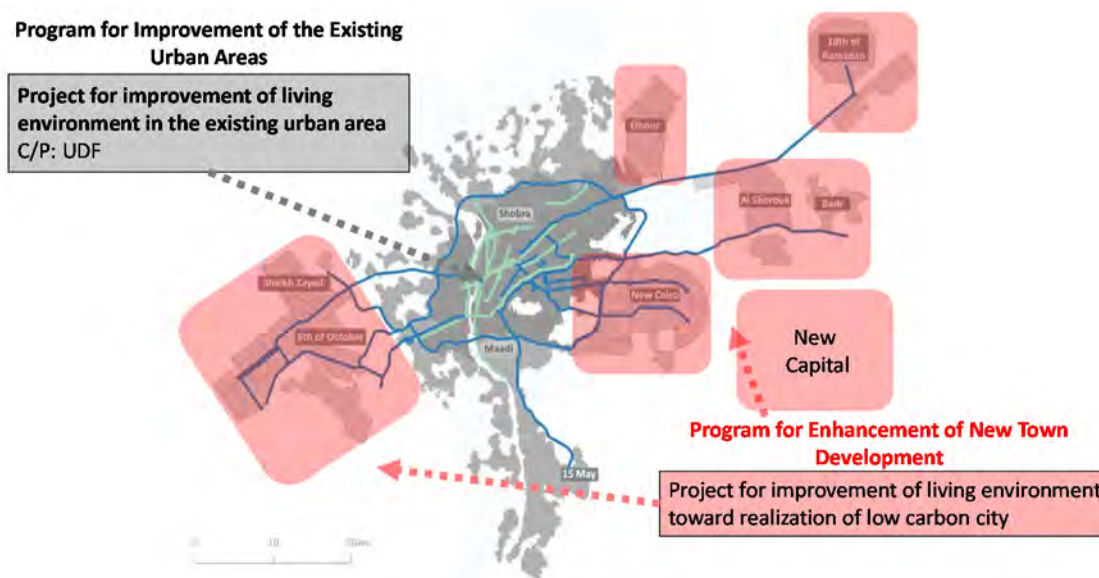 Program for Improvement of the Existing
Urban Areas
Project for improvement of living
environment in the existing urban area
C/P: UDF
10th of
Ramadan
Obour
Shobra
Al Shorouk
Badr
Sheikh Zayed
New Cairo
6th of October
Maadi
New
Capital
Program for Enhancement of New Town
Development
15 May
Project for improvement of living environment
toward realization of low carbon city
0
10